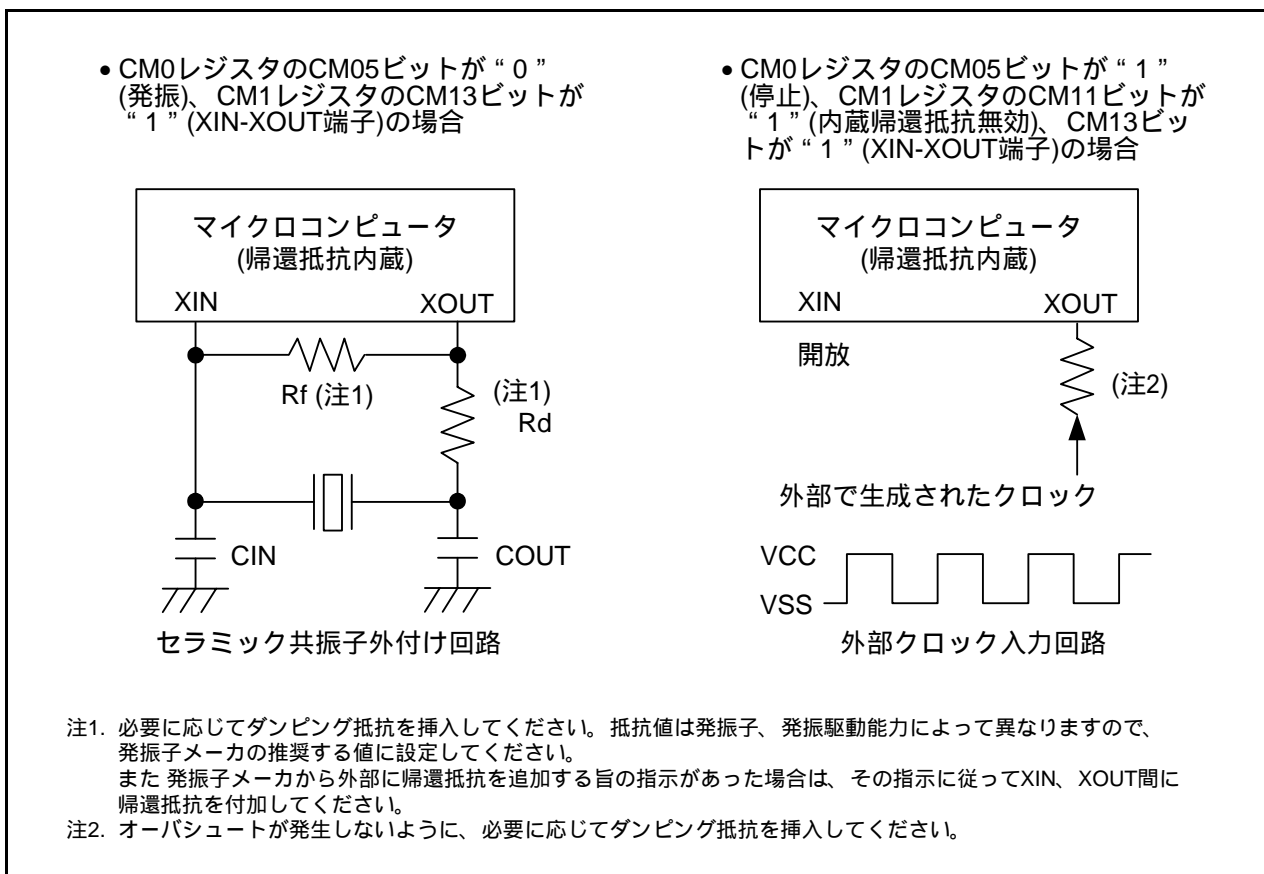 • CM0レジスタのCM05ビットが“0”
(発振)、CM1レジスタのCM13ビットが
“1”(XIN-XOUT端子)の場合
マイクロコンピュータ
(帰還抵抗内蔵)
XIN
XOUT
Rf (注1)
(注1)
Rd
CIN
COUT
セラミック共振子外付け回路
• CM0レジスタのCM05ビットが“1”
(停止)、CM1レジスタのCM11ビットが
“1”(内蔵帰還抵抗無効)、CM13ビッ
トが“1”(XIN-XOUT端子)の場合
マイクロコンピュータ
(帰還抵抗内蔵)
XIN
XOUT
開放
(注2)
外部で生成されたクロック
VCC
VSS
外部クロック入力回路
注1. 必要に応じてダンピング抵抗を挿入してください。抵抗値は発振子、発振駆動能力によって異なりますので、
発振子メーカの推奨する値に設定してください。
また 発振子メーカから外部に帰還抵抗を追加する旨の指示があった場合は、その指示に従ってXIN、XOUT間に
帰還抵抗を付加してください。
注2. オーバシュートが発生しないように、必要に応じてダンピング抵抗を挿入してください。